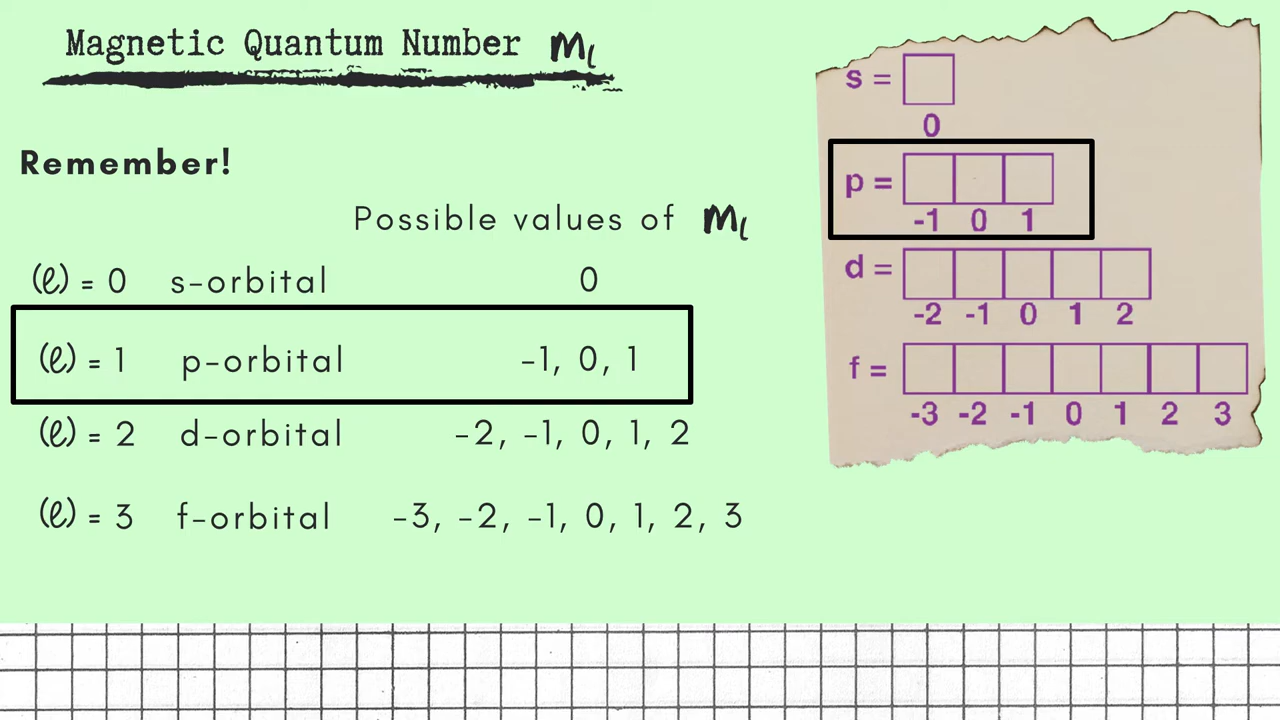 Magnetic Quantum Number mₗ
Remember!
Possible values of mₗ
(ℓ) = 0 s-orbital 0
(ℓ) = 1 p-orbital -1, 0, 1
(ℓ) = 2 d-orbital -2, -1, 0, 1, 2
(ℓ) = 3 f-orbital -3, -2, -1, 0, 1, 2, 3
s =
0
p =
-1 0 1
d =
-2 -1 0 1 2
f =
-3 -2 -1 0 1 2 3